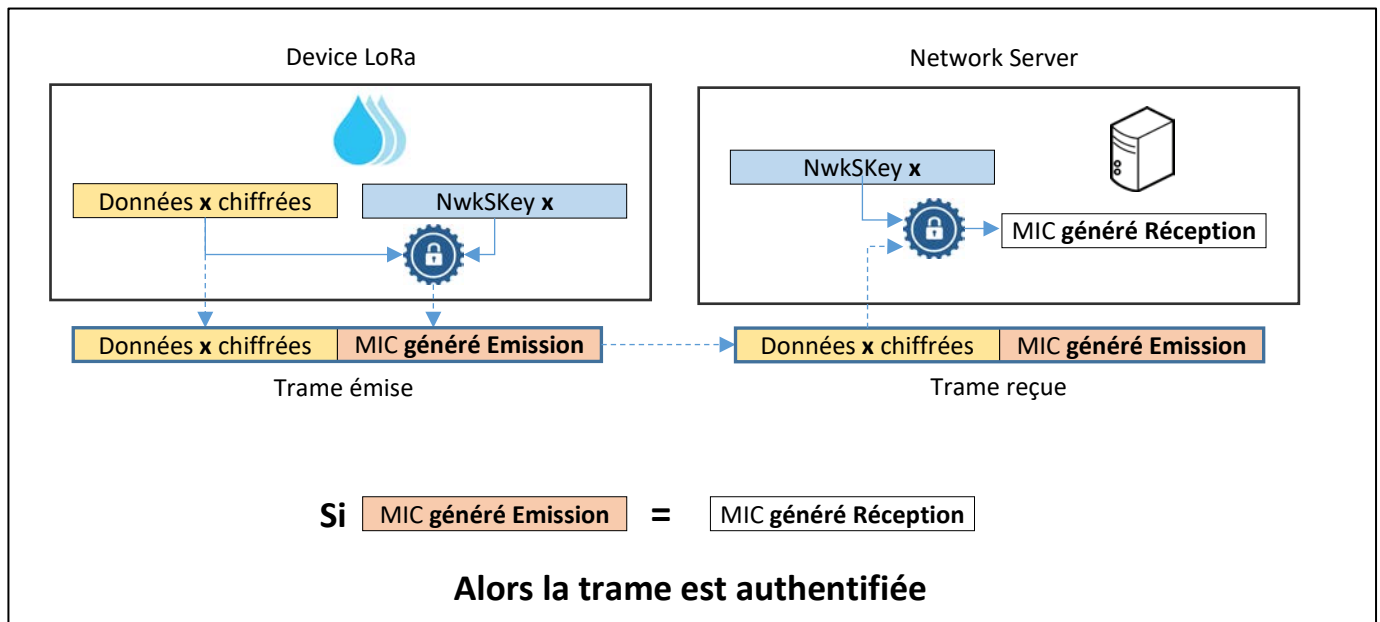 Device LoRa
Network Server
Données x chiffrées
NwkSKey x
NwkSKey x
MIC généré Réception
Données x chiffrées
MIC généré Emission
Données x chiffrées
MIC généré Emission
Trame émise
Trame reçue
Si MIC généré Emission = MIC généré Réception
Alors la trame est authentifiée